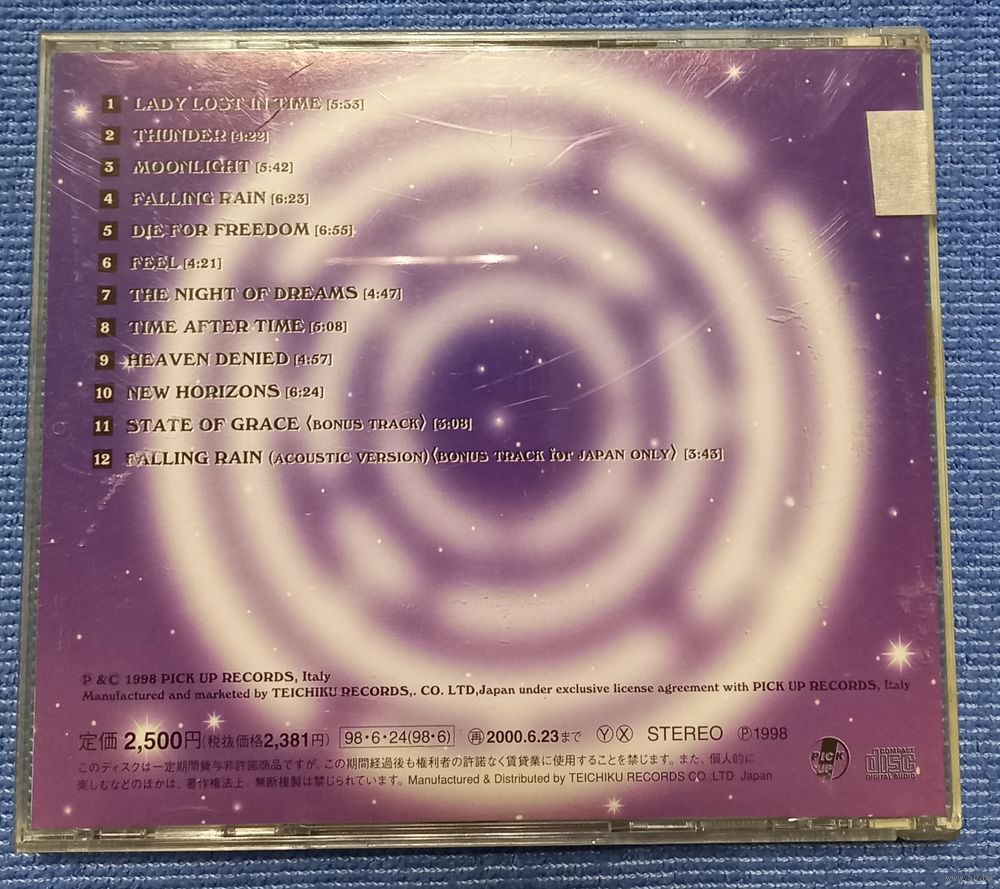 1 LADY LOST IN TIME [5:33]
2 THUNDER [4:22]
3 MOONLIGHT [5:42]
4 FALLING RAIN [6:23]
5 DIE FOR FREEDOM [6:55]
6 FEEL [4:21]
7 THE NIGHT OF DREAMS [4:47]
8 TIME AFTER TIME [5:08]
9 HEAVEN DENIED [4:57]
10 NEW HORIZONS [6:24]
11 STATE OF GRACE 〈BONUS TRACK〉 [3:08]
12 FALLING RAIN (ACOUSTIC VERSION)〈BONUS TRACK for JAPAN ONLY〉 [3:43]
P & C 1998 PICK UP RECORDS, Italy
Manufactured and marketed by TEICHIKU RECORDS,. CO. LTD,Japan under exclusive license agreement with PICK UP RECORDS, Italy
定価 2,500円(税抜価格2,381円) 98・6・24(98・6) 再2000.6.23まで Ⓨ Ⓧ STEREO Ⓟ1998
このディスクは一定期間貸与非許諾商品ですが、この期間経過後も権利者の許諾なく賃貸業に使用することを禁じます。また、個人的に
楽しむなどのほかは、著作権法上、無断複製は禁じられています。Manufactured & Distributed by TEICHIKU RECORDS CO.,LTD. Japan
PICK UP
COMPACT disc DIGITAL AUDIO